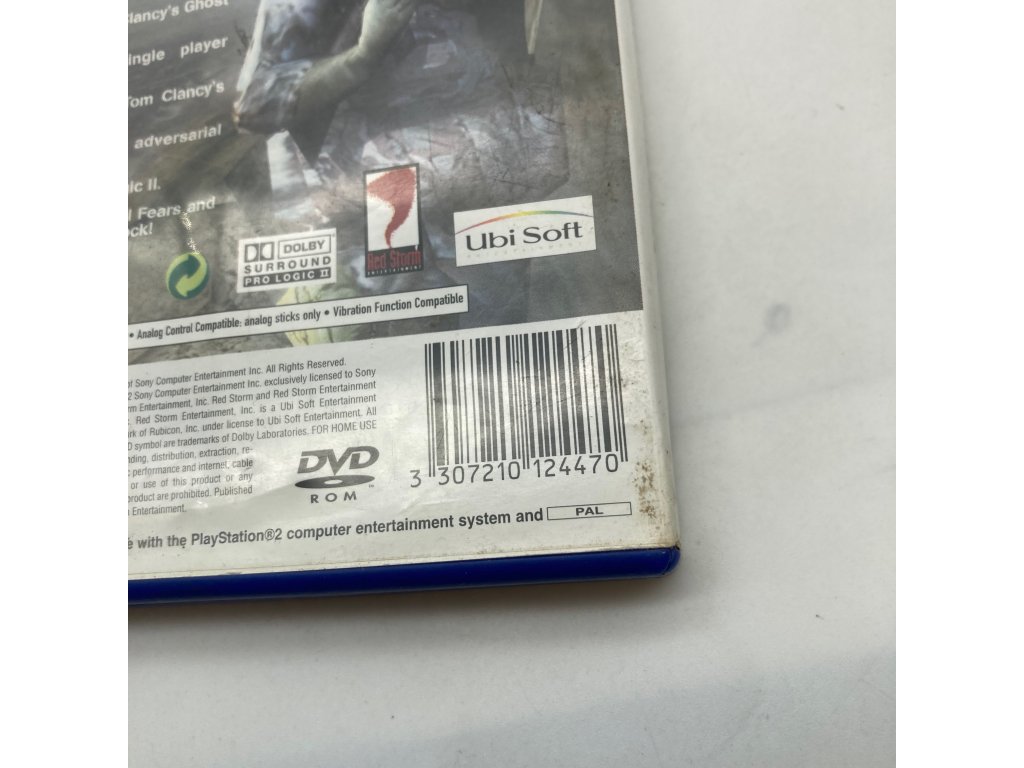 Clancy's Ghost
single player
Tom Clancy's
adversarial
II.
Fears and
DOLBY
SURROUND
PRO LOGIC II
Red Storm
ENTERTAINMENT
Ubi Soft
ENTERTAINMENT
• Analog Control Compatible: analog sticks only • Vibration Function Compatible
of Sony Computer Entertainment Inc. All Rights Reserved.
2 Sony Computer Entertainment Inc. exclusively licensed to Sony
Entertainment, Inc. Red Storm and Red Storm Entertainment
Red Storm Entertainment, Inc. is a Ubi Soft Entertainment
of Rubicon, Inc. under license to Ubi Soft Entertainment. All
D symbol are trademarks of Dolby Laboratories. FOR HOME USE
distribution, extraction, re-
performance and internet, cable
or use of this product or any
product are prohibited. Published
Entertainment.
DVD
ROM
3 307210 124470
with the PlayStation®2 computer entertainment system and PAL